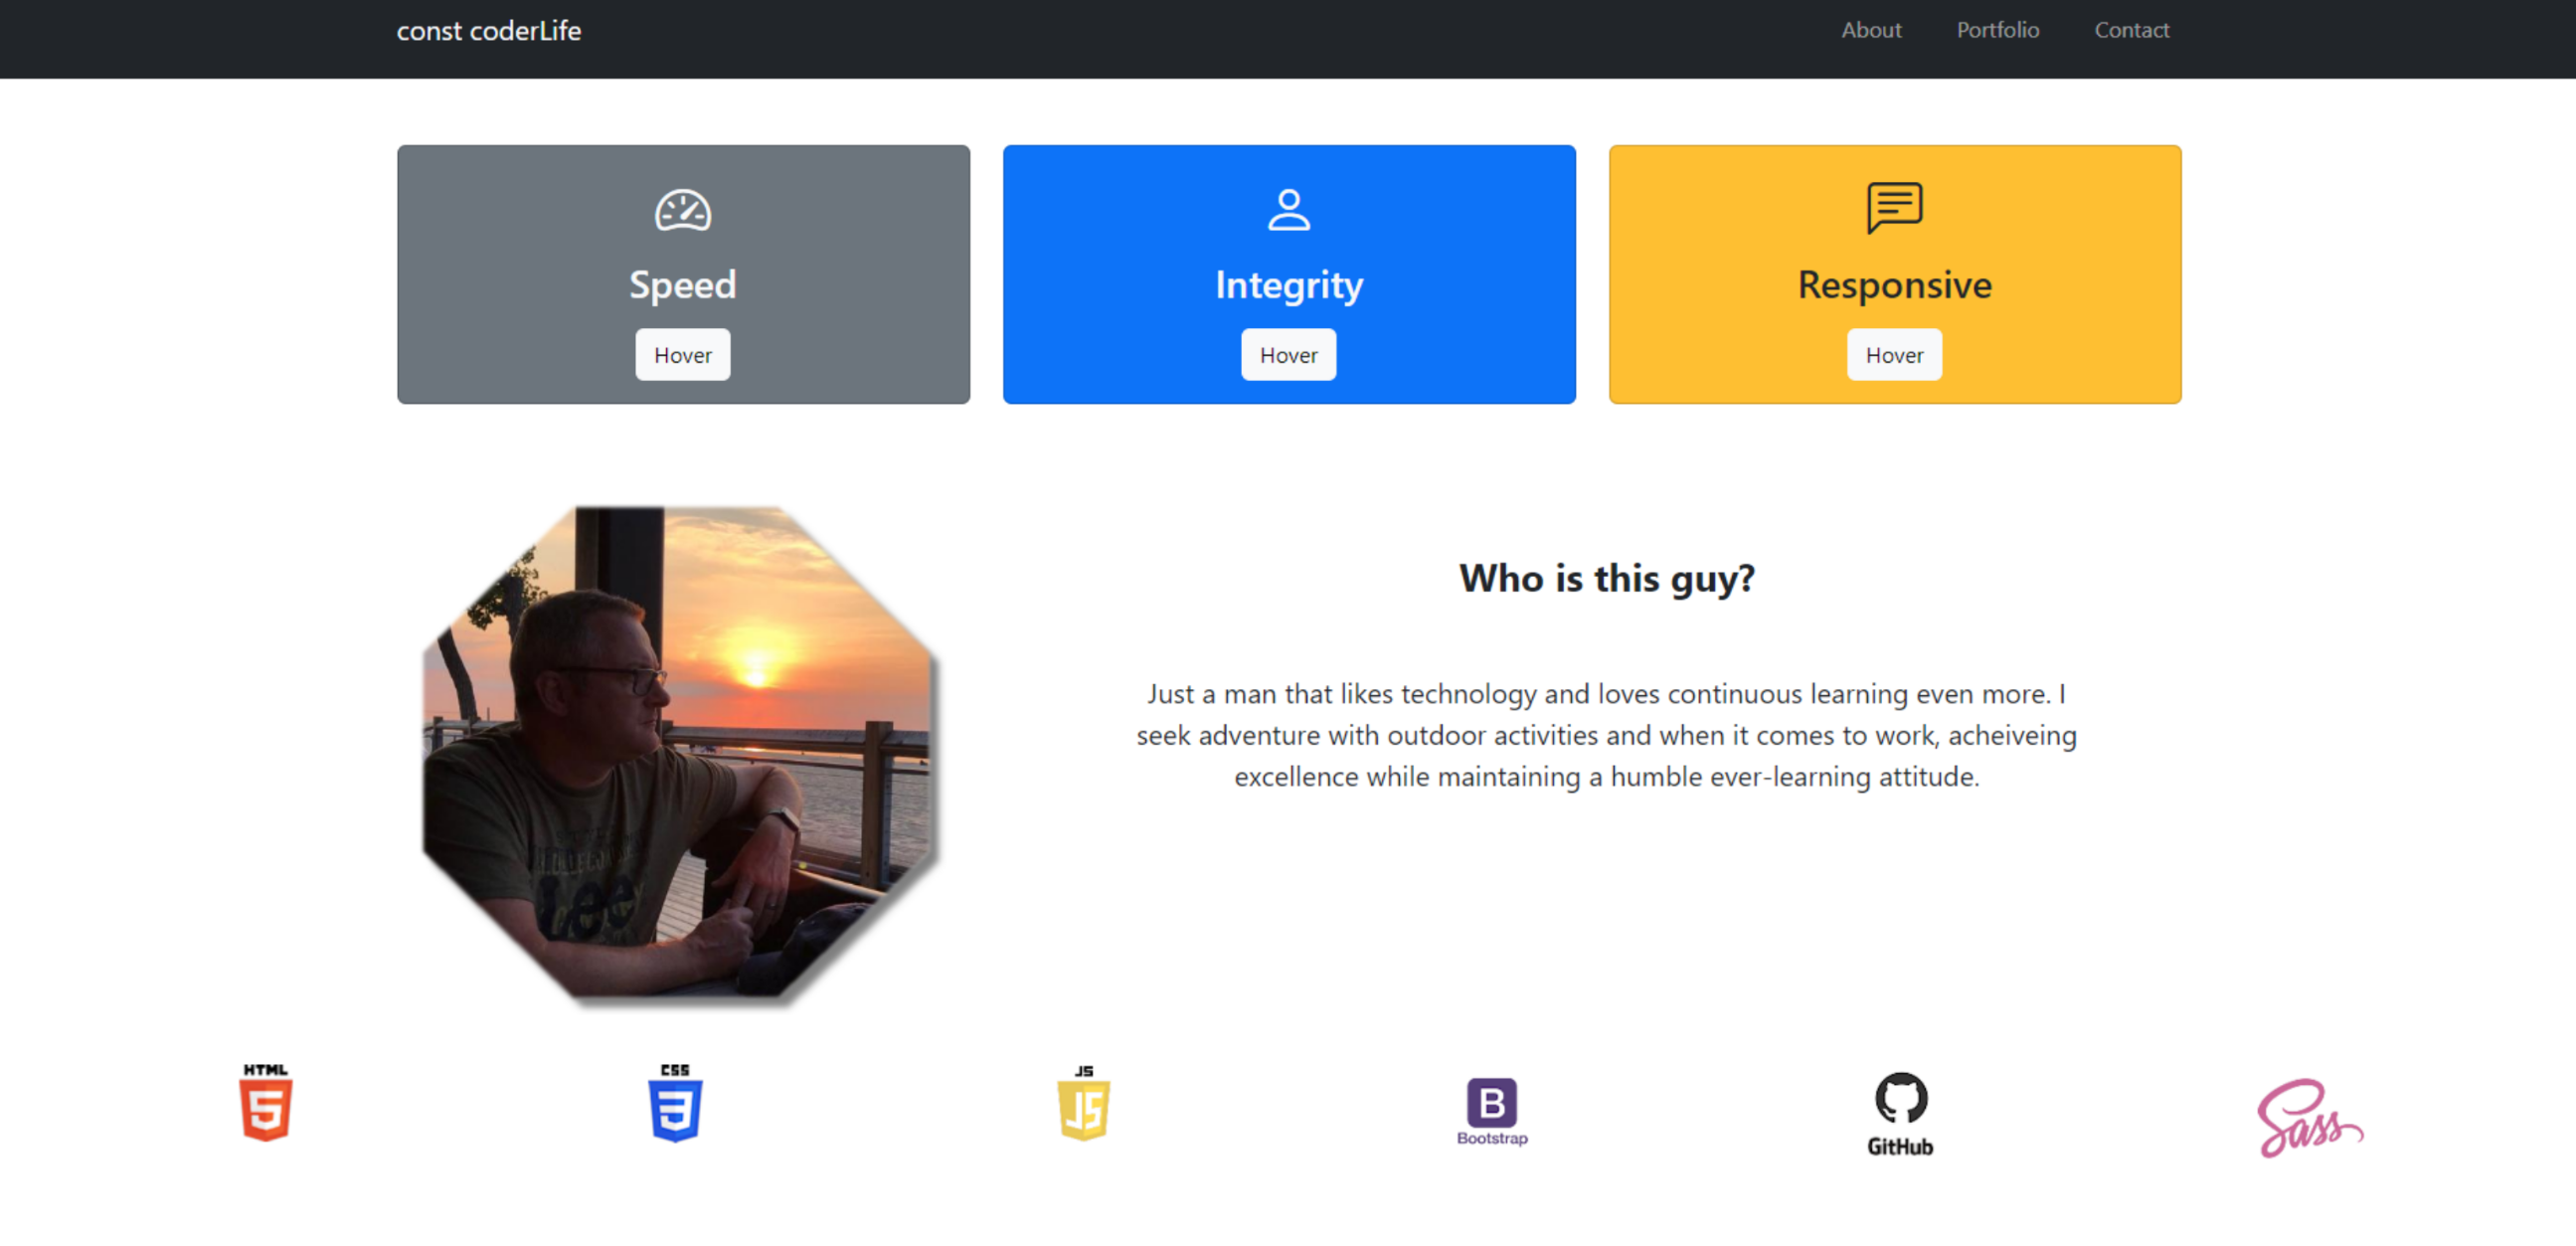 const coderLife
About Portfolio Contact
Speed
Hover
Integrity
Hover
Responsive
Hover
Who is this guy?
Just a man that likes technology and loves continuous learning even more. I
seek adventure with outdoor activities and when it comes to work, acheiveing
excellence while maintaining a humble ever-learning attitude.
Lee
HTML
5
CSS
3
JS
JS
B
Bootstrap
GitHub
Sass